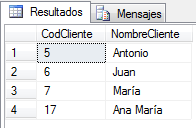 Resultados Mensajes
CodCliente NombreCliente
1 5 Antonio
2 6 Juan
3 7 María
4 17 Ana María